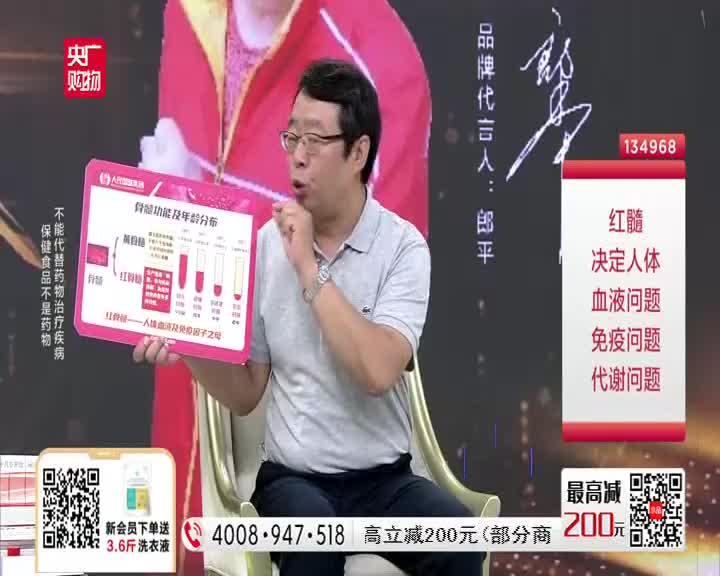 央广
购物
品牌代言人：郎平
134968
红髓
决定人体
血液问题
免疫问题
代谢问题
不能代替药物治疗疾病
保健食品不是药物
骨髓功能及年龄分布
黄骨髓
骨髓
红骨髓
红骨髓——人体血液及免疫因子之母
新会员下单送
3.6斤洗衣液
4008·947·518
高立减200元（部分商
最高减
200元